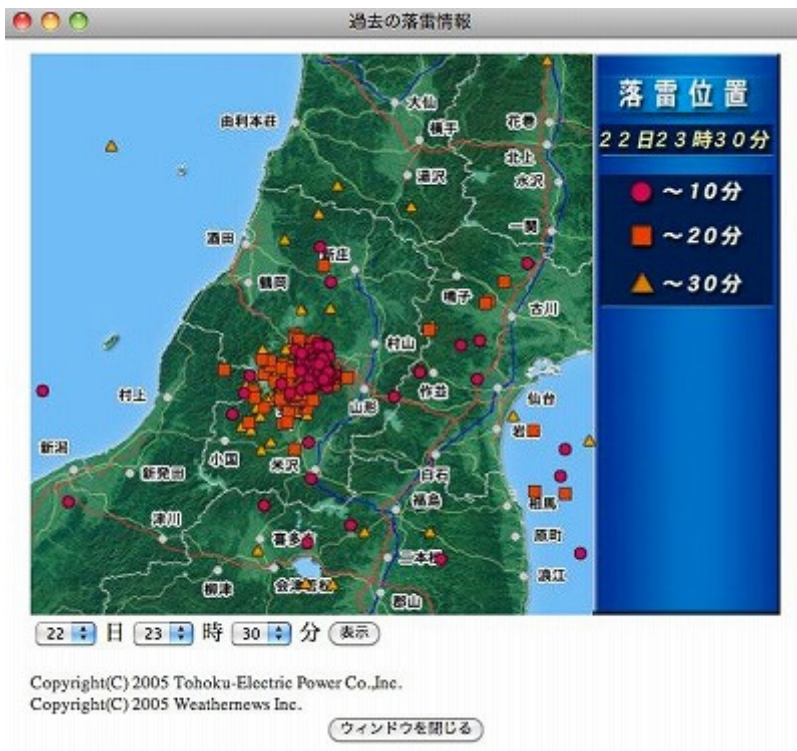 過去の落雷情報
落雷位置
22日23時30分
～10分
～20分
～30分
大仙
由利本荘
横手
花巻
北上
湯沢
水沢
一関
酒田
新庄
鶴岡
鳴子
古川
村山
作並
村上
山形
仙台
岩
新潟
小国
米沢
白石
新発田
福島
相馬
津川
喜多
原町
二本松
浪江
柳津
会津若松
郡山
22 日 23 時 30 分 表示
Copyright(C) 2005 Tohoku-Electric Power Co.,Inc.
Copyright(C) 2005 Weathernews Inc.
ウィンドウを閉じる